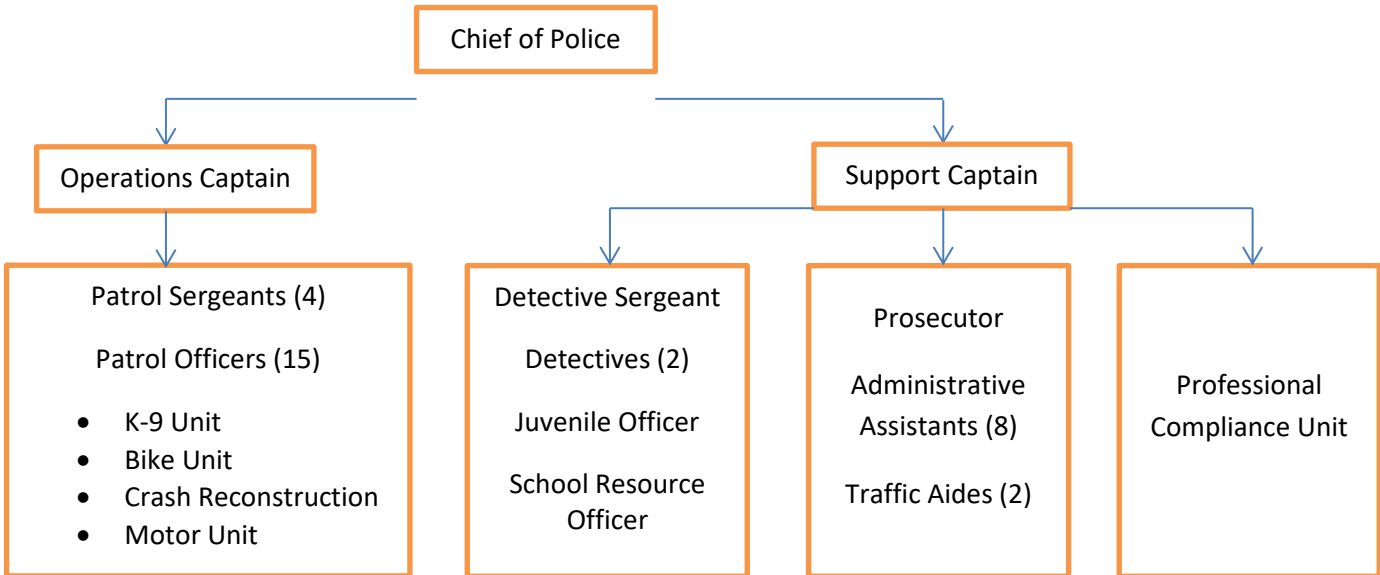 Chief of Police
Operations Captain
Support Captain
Patrol Sergeants (4)
Patrol Officers (15)
• K-9 Unit
• Bike Unit
• Crash Reconstruction
• Motor Unit
Detective Sergeant
Detectives (2)
Juvenile Officer
School Resource
Officer
Prosecutor
Administrative
Assistants (8)
Traffic Aides (2)
Professional
Compliance Unit